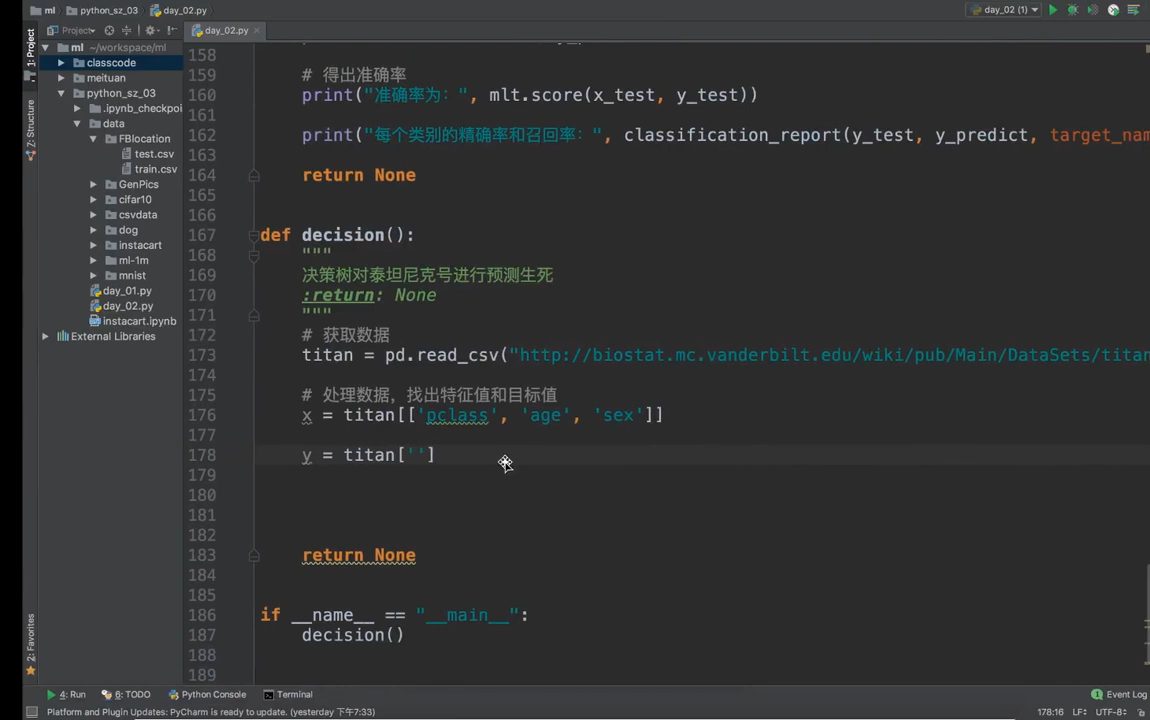 ml python_sz_03 day_02.py
day_02 (1)
Project
day_02.py
1: Project
Z: Structure
2: Favorites
ml ~/workspace/ml
classcode
meituan
python_sz_03
.ipynb_checkpoi
data
FBlocation
test.csv
train.csv
GenPics
cifar10
csvdata
dog
instacart
ml-1m
mnist
day_01.py
day_02.py
instacart.ipynb
External Libraries
158
159 # 得出准确率
160 print("准确率为：", mlt.score(x_test, y_test))
161
162 print("每个类别的精确率和召回率：", classification_report(y_test, y_predict, target_nam
163
164 return None
165
166
167 def decision():
168 """
169 决策树对泰坦尼克号进行预测生死
170 :return: None
171 """
172 # 获取数据
173 titan = pd.read_csv("http://biostat.mc.vanderbilt.edu/wiki/pub/Main/DataSets/titan
174
175 # 处理数据，找出特征值和目标值
176 x = titan[['pclass', 'age', 'sex']]
177
178 y = titan['']
179
180
181
182
183 return None
184
185
186 if __name__ == "__main__":
187 decision()
188
189
4: Run 6: TODO Python Console Terminal Event Log
Platform and Plugin Updates: PyCharm is ready to update. (yesterday 下午7:33) 178:16 LF÷ UTF-8÷